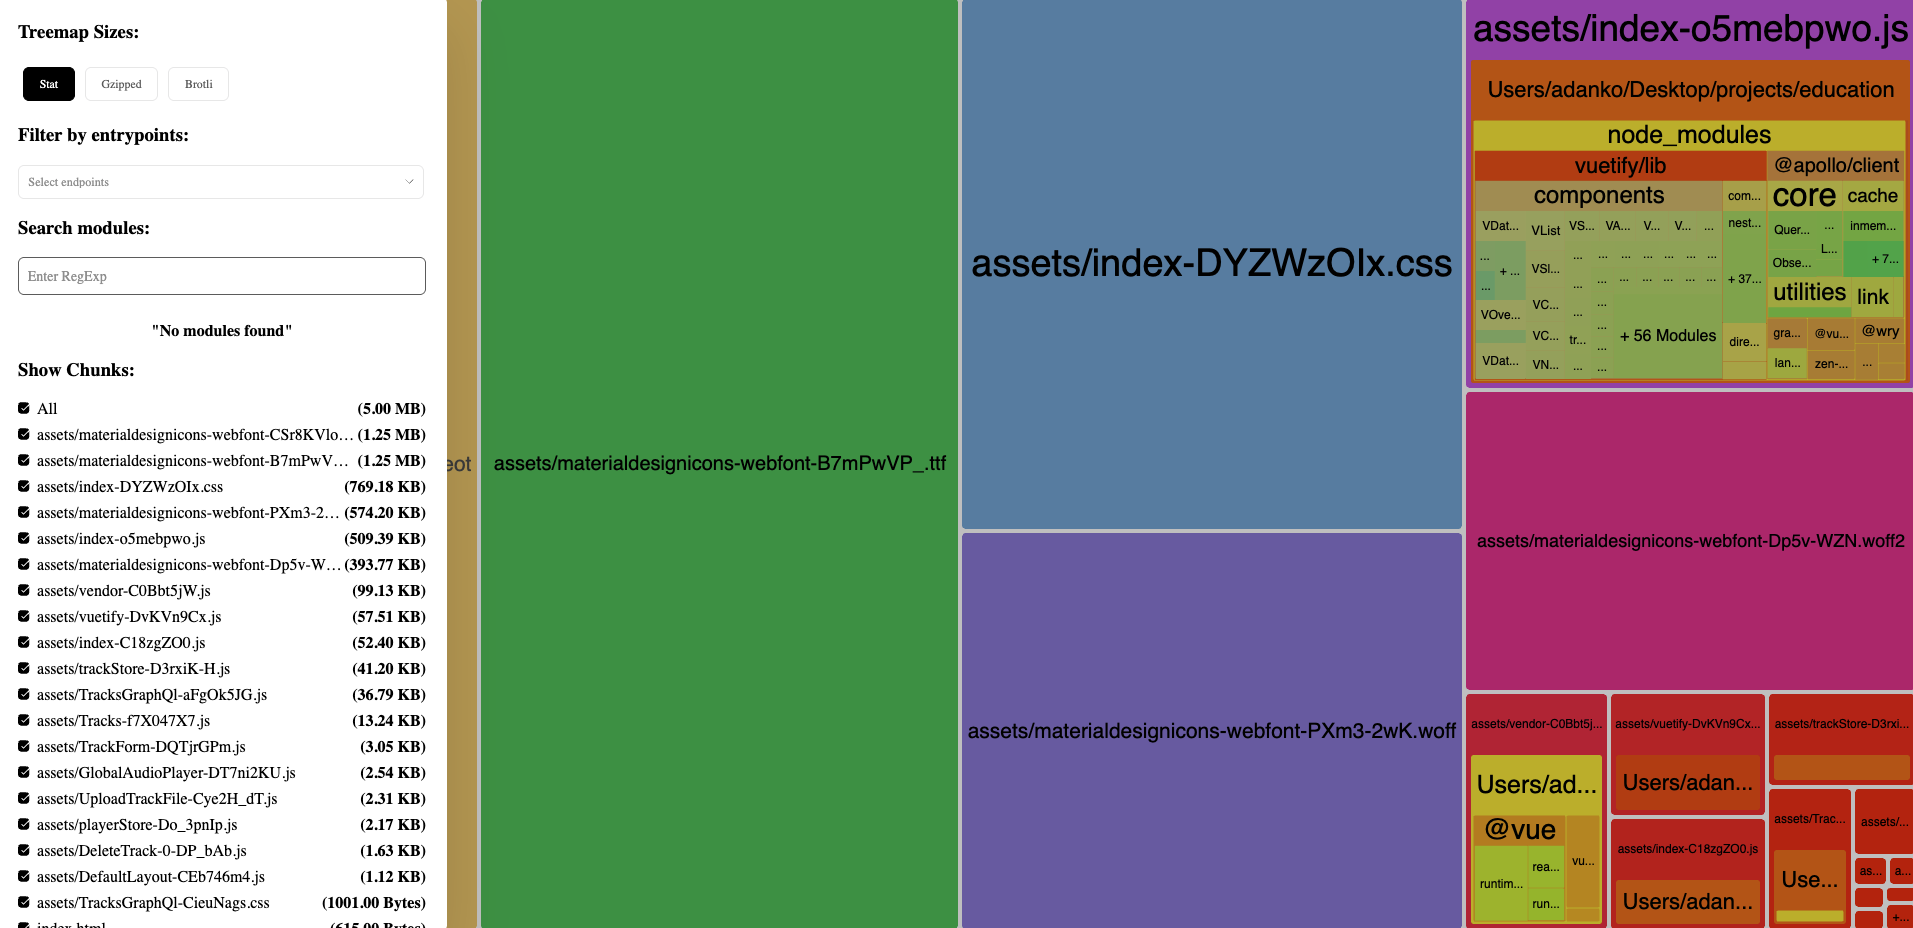 Treemap Sizes:
Stat
Gzipped
Brotli
Filter by entrypoints:
Select endpoints
Search modules:
Enter RegExp
"No modules found"
Show Chunks:
All (5.00 MB)
assets/materialdesignicons-webfont-CSr8KVlo… (1.25 MB)
assets/materialdesignicons-webfont-B7mPwV… (1.25 MB)
assets/index-DYZWzOIx.css (769.18 KB)
assets/materialdesignicons-webfont-PXm3-2… (574.20 KB)
assets/index-o5mebpwo.js (509.39 KB)
assets/materialdesignicons-webfont-Dp5v-W… (393.77 KB)
assets/vendor-C0Bbt5jW.js (99.13 KB)
assets/vuetify-DvKVn9Cx.js (57.51 KB)
assets/index-C18zgZO0.js (52.40 KB)
assets/trackStore-D3rxiK-H.js (41.20 KB)
assets/TracksGraphQl-aFgOk5JG.js (36.79 KB)
assets/Tracks-f7X047X7.js (13.24 KB)
assets/TrackForm-DQTjrGPm.js (3.05 KB)
assets/GlobalAudioPlayer-DT7ni2KU.js (2.54 KB)
assets/UploadTrackFile-Cye2H_dT.js (2.31 KB)
assets/playerStore-Do_3pnIp.js (2.17 KB)
assets/DeleteTrack-0-DP_bAb.js (1.63 KB)
assets/DefaultLayout-CEb746m4.js (1.12 KB)
assets/TracksGraphQl-CieuNags.css (1001.00 Bytes)
index.html (615.00 Bytes)
eot
assets/materialdesignicons-webfont-B7mPwVP_.ttf
assets/index-DYZWzOIx.css
assets/materialdesignicons-webfont-PXm3-2wK.woff
assets/index-o5mebpwo.js
Users/adanko/Desktop/projects/education
node_modules
vuetify/lib
@apollo/client
components
com...
core
cache
VDat...
VList
VS...
VA...
V...
V...
...
nest...
Quer...
...
inmem...
...
+ ...
VSl...
...
...
...
...
...
...
L...
Obse...
+ 7...
...
...
...
...
...
...
...
...
+ 37...
utilities
link
VOve...
VC...
...
...
VC...
...
tr...
...
+ 56 Modules
dire...
gra...
@vu...
@wry
VDat...
VN...
...
...
lan...
zen-...
...
assets/materialdesignicons-webfont-Dp5v-WZN.woff2
assets/vendor-C0Bbt5j...
assets/vuetify-DvKVn9Cx...
assets/trackStore-D3rxi...
Users/ad...
Users/adan...
@vue
runtim...
rea...
run...
vu...
assets/index-C18zgZO0.js
Users/adan...
assets/Trac...
Use...
assets/...
as...
a...
+...